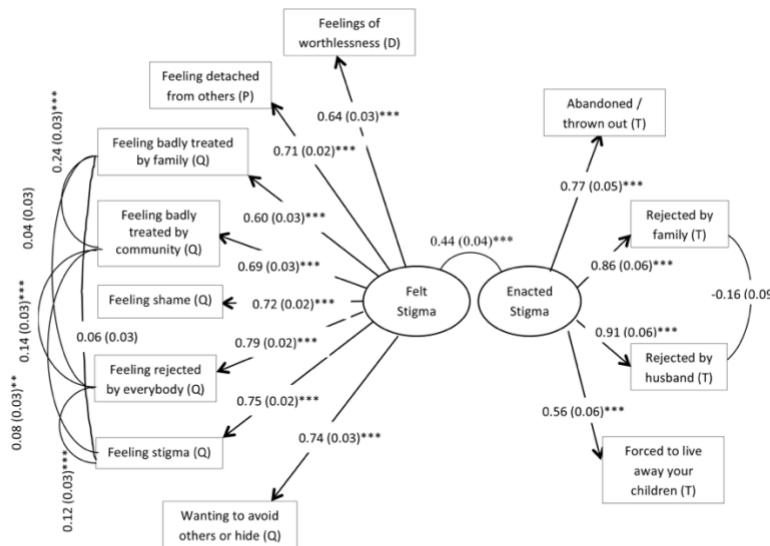 Feelings of
worthlessness (D)
Feeling detached
from others (P)
Abandoned /
thrown out (T)
0.64 (0.03)***
0.24 (0.03)***
Feeling badly treated
by family (Q)
0.71 (0.02)***
0.77 (0.05)***
0.04 (0.03)
0.60 (0.03)***
Feeling badly
treated by
community (Q)
Rejected by
family (T)
0.44 (0.04)***
0.69 (0.03)***
0.86 (0.06)***
Feeling shame (Q)
0.72 (0.02)***
Felt
Stigma
Enacted
Stigma
-0.16 (0.09
0.14 (0.03)***
0.06 (0.03)
0.79 (0.02)***
0.91 (0.06)***
Feeling rejected
by everybody (Q)
Rejected by
husband (T)
0.08 (0.03)**
0.75 (0.02)***
0.56 (0.06)***
Feeling stigma (Q)
0.74 (0.03)***
0.12 (0.03)***
Forced to live
away your
children (T)
Wanting to avoid
others or hide (Q)